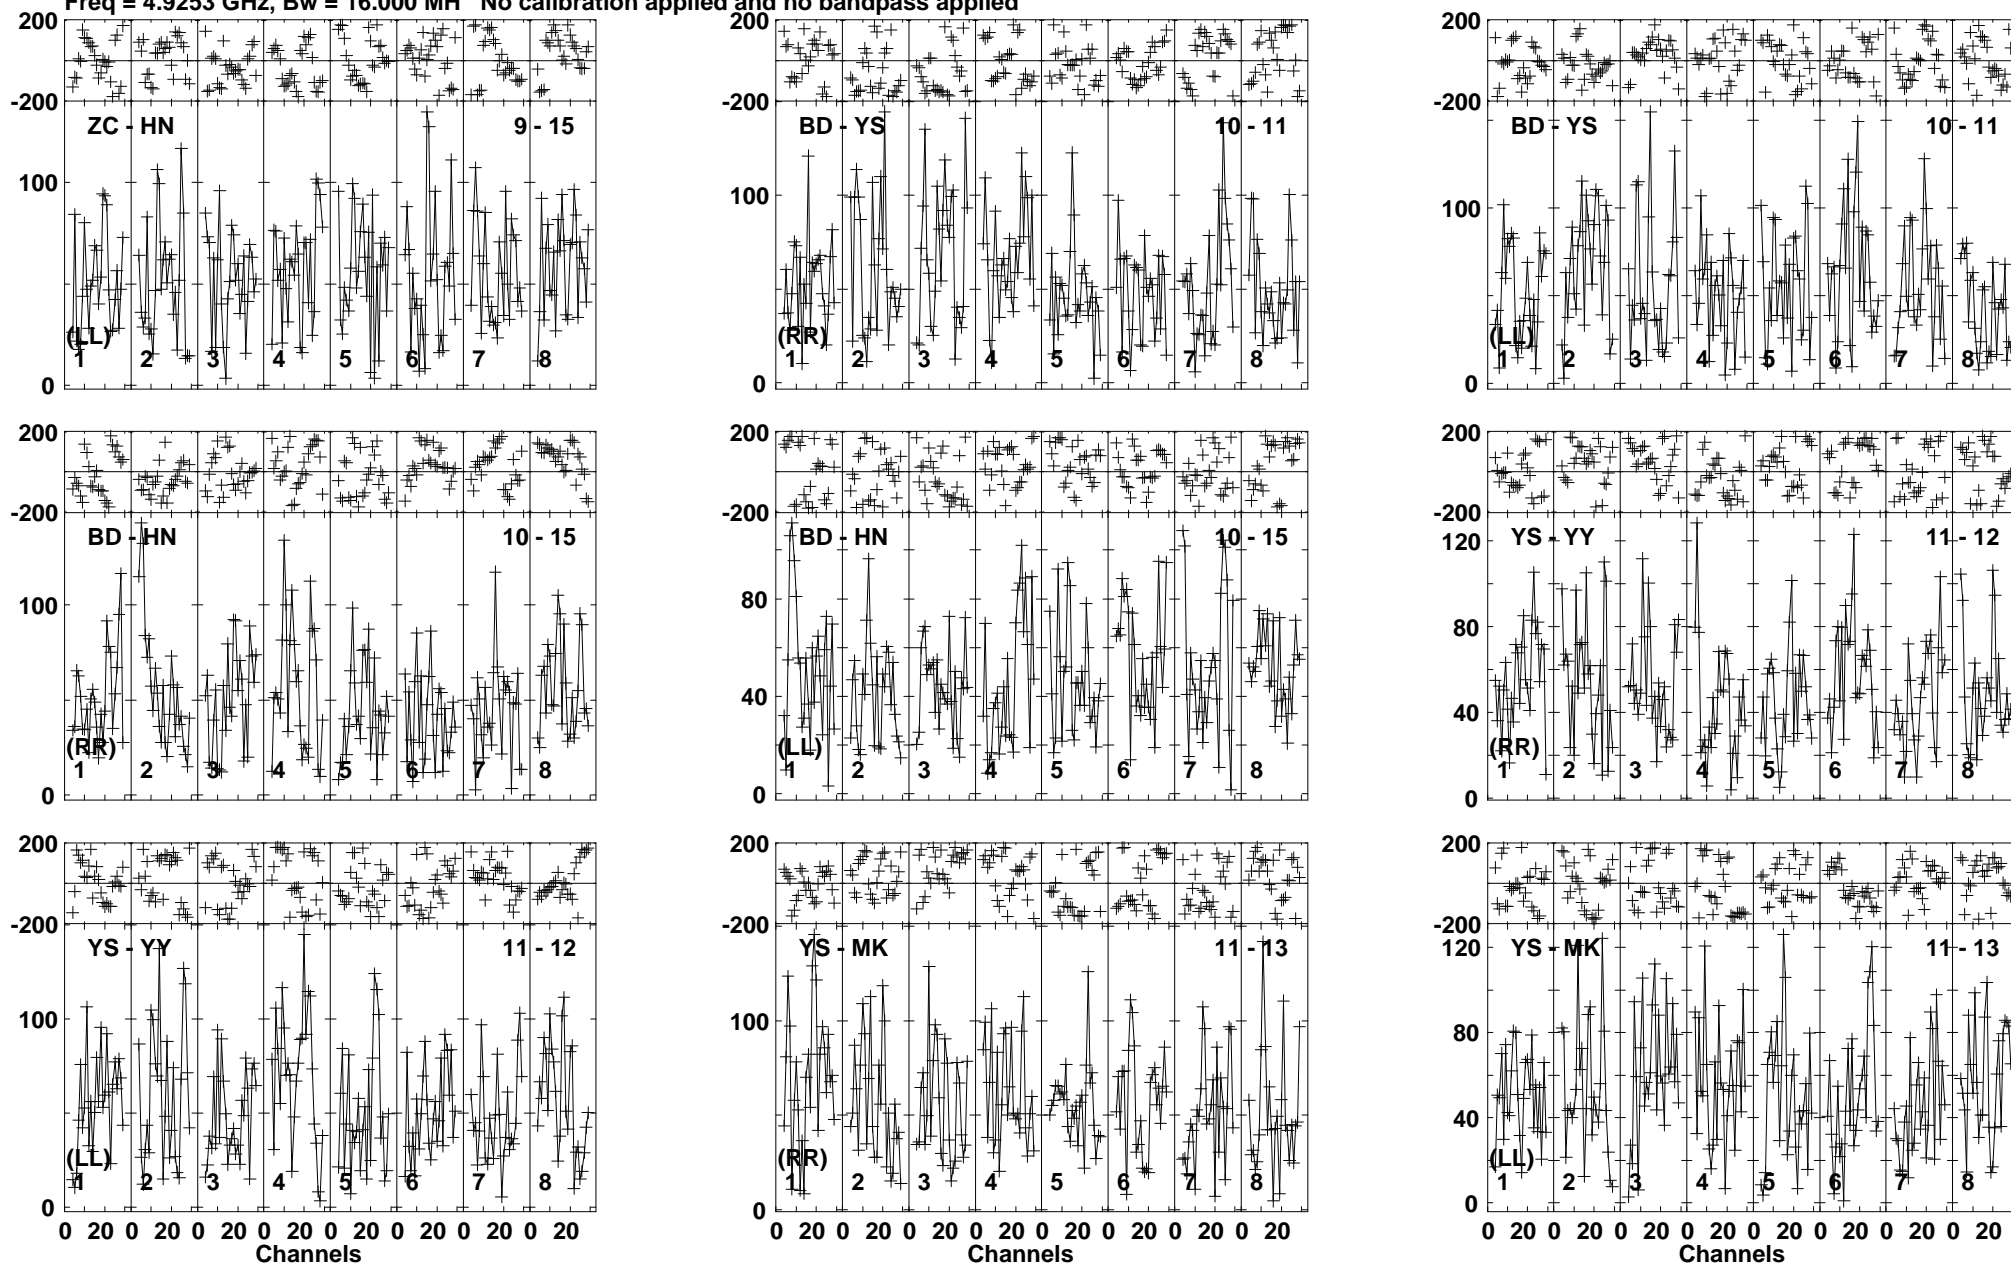 Freq = 4.9253 GHz, Bw = 16.000 MH No calibration applied and no bandpass applied
200
-200
ZC - HN 9 - 15
100
(LL)
1 2 3 4 5 6 7 8
0
200
-200
BD - YS 10 - 11
100
(RR)
1 2 3 4 5 6 7 8
0
200
-200
BD - YS 10 - 11
100
(LL)
1 2 3 4 5 6 7 8
0
200
-200
BD - HN 10 - 15
100
(RR)
1 2 3 4 5 6 7 8
0
200
-200
BD - HN 10 - 15
80
40
(LL)
1 2 3 4 5 6 7 8
0
200
-200
YS - YY 11 - 12
120
80
40
(RR)
1 2 3 4 5 6 7 8
0
200
-200
YS - YY 11 - 12
100
(LL)
1 2 3 4 5 6 7 8
0
0 20 0 20 0 20 0 20 0 20 0 20 0 20 0 20
Channels
200
-200
YS - MK 11 - 13
100
(RR)
1 2 3 4 5 6 7 8
0
0 20 0 20 0 20 0 20 0 20 0 20 0 20 0 20
Channels
200
-200
YS - MK 11 - 13
120
80
40
(LL)
1 2 3 4 5 6 7 8
0
0 20 0 20 0 20 0 20 0 20 0 20 0 20 0 20
Channels